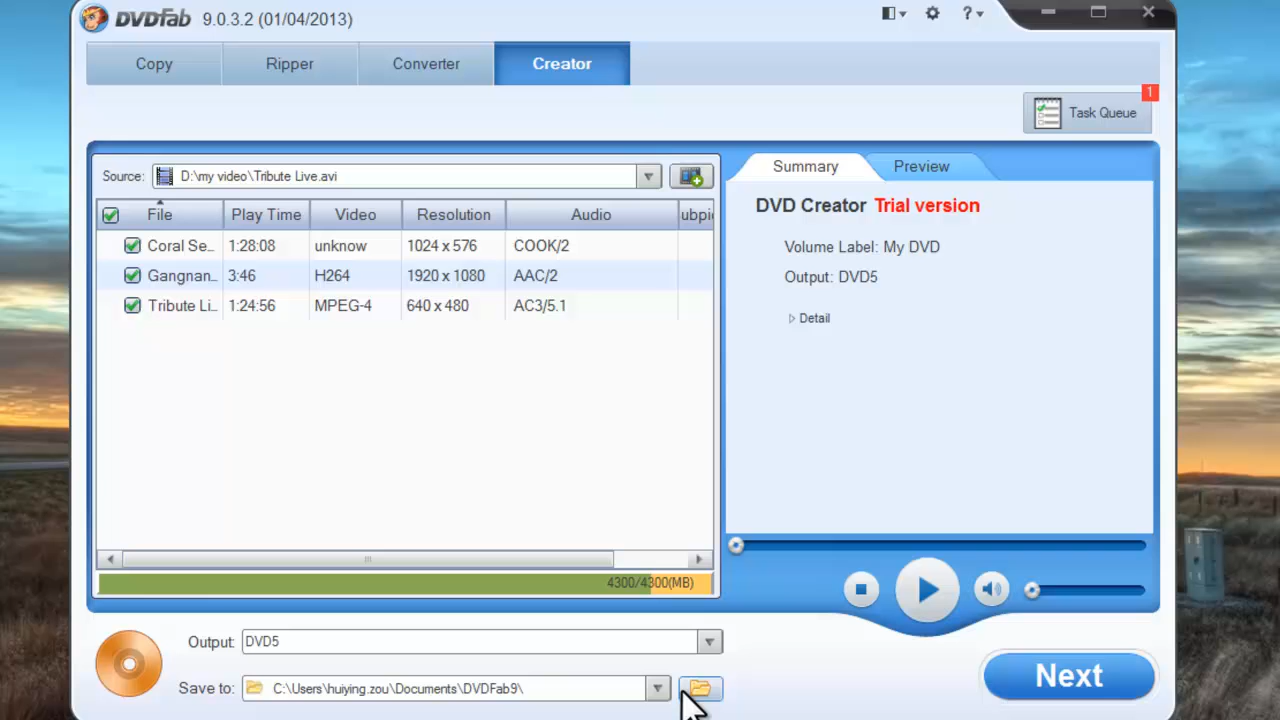 DVDFab 9.0.3.2 (01/04/2013)
?
Copy Ripper Converter Creator
1
Task Queue
Source: D:\my video\Tribute Live.avi
File Play Time Video Resolution Audio ubpic
Coral Se... 1:28:08 unknow 1024 x 576 COOK/2
Gangnan... 3:46 H264 1920 x 1080 AAC/2
Tribute Li... 1:24:56 MPEG-4 640 x 480 AC3/5.1
4300/4300(MB)
Summary Preview
DVD Creator Trial version
Volume Label: My DVD
Output: DVD5
Detail
Output: DVD5
Save to: C:\Users\huiying.zou\Documents\DVDFab9\
Next